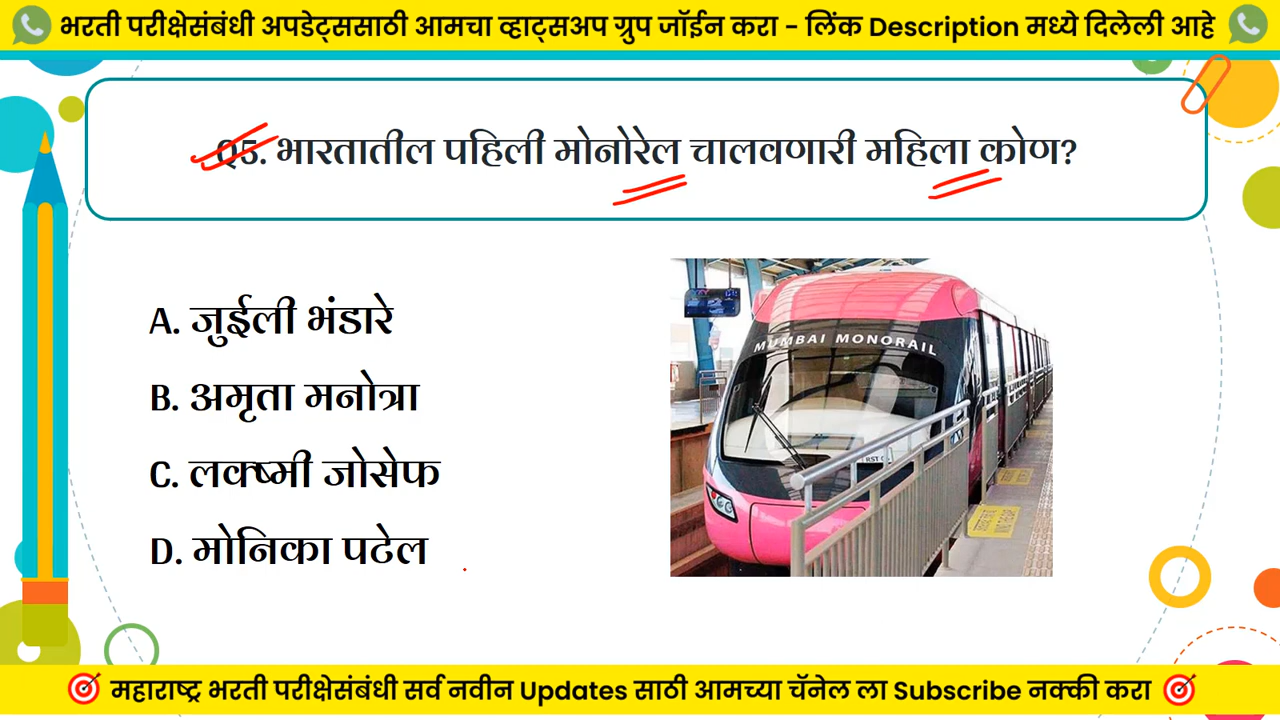 भरती परीक्षेसंबंधी अपडेट्ससाठी आमचा व्हाट्सअप ग्रुप जॉईन करा - लिंक Description मध्ये दिलेली आहे
Q5. भारतातील पहिली मोनोरेल चालवणारी महिला कोण?
A. जुईली भंडारे
B. अमृता मनोत्रा
C. लक्ष्मी जोसेफ
D. मोनिका पटेल
MUMBAI MONORAIL
महाराष्ट्र भरती परीक्षेसंबंधी सर्व नवीन Updates साठी आमच्या चॅनेल ला Subscribe नक्की करा